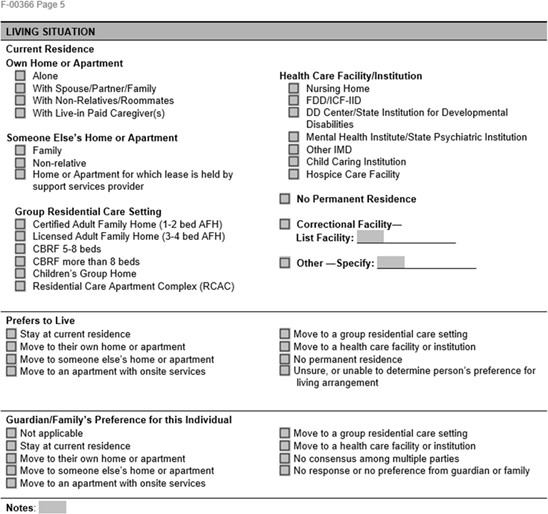 F-00366 Page 5
LIVING SITUATION
Current Residence
Own Home or Apartment
Alone
With Spouse/Partner/Family
With Non-Relatives/Roommates
With Live-in Paid Caregiver(s)
Someone Else's Home or Apartment
Family
Non-relative
Home or Apartment for which lease is held by
support services provider
Group Residential Care Setting
Certified Adult Family Home (1-2 bed AFH)
Licensed Adult Family Home (3-4 bed AFH)
CBRF 5-8 beds
CBRF more than 8 beds
Children's Group Home
Residential Care Apartment Complex (RCAC)
Health Care Facility/Institution
Nursing Home
FDD/ICF-IID
DD Center/State Institution for Developmental
Disabilities
Mental Health Institute/State Psychiatric Institution
Other IMD
Child Caring Institution
Hospice Care Facility
No Permanent Residence
Correctional Facility—
List Facility:
Other —Specify:
Prefers to Live
Stay at current residence
Move to their own home or apartment
Move to someone else's home or apartment
Move to an apartment with onsite services
Move to a group residential care setting
Move to a health care facility or institution
No permanent residence
Unsure, or unable to determine person's preference for
living arrangement
Guardian/Family's Preference for this Individual
Not applicable
Stay at current residence
Move to their own home or apartment
Move to someone else's home or apartment
Move to an apartment with onsite services
Move to a group residential care setting
Move to a health care facility or institution
No consensus among multiple parties
No response or no preference from guardian or family
Notes: